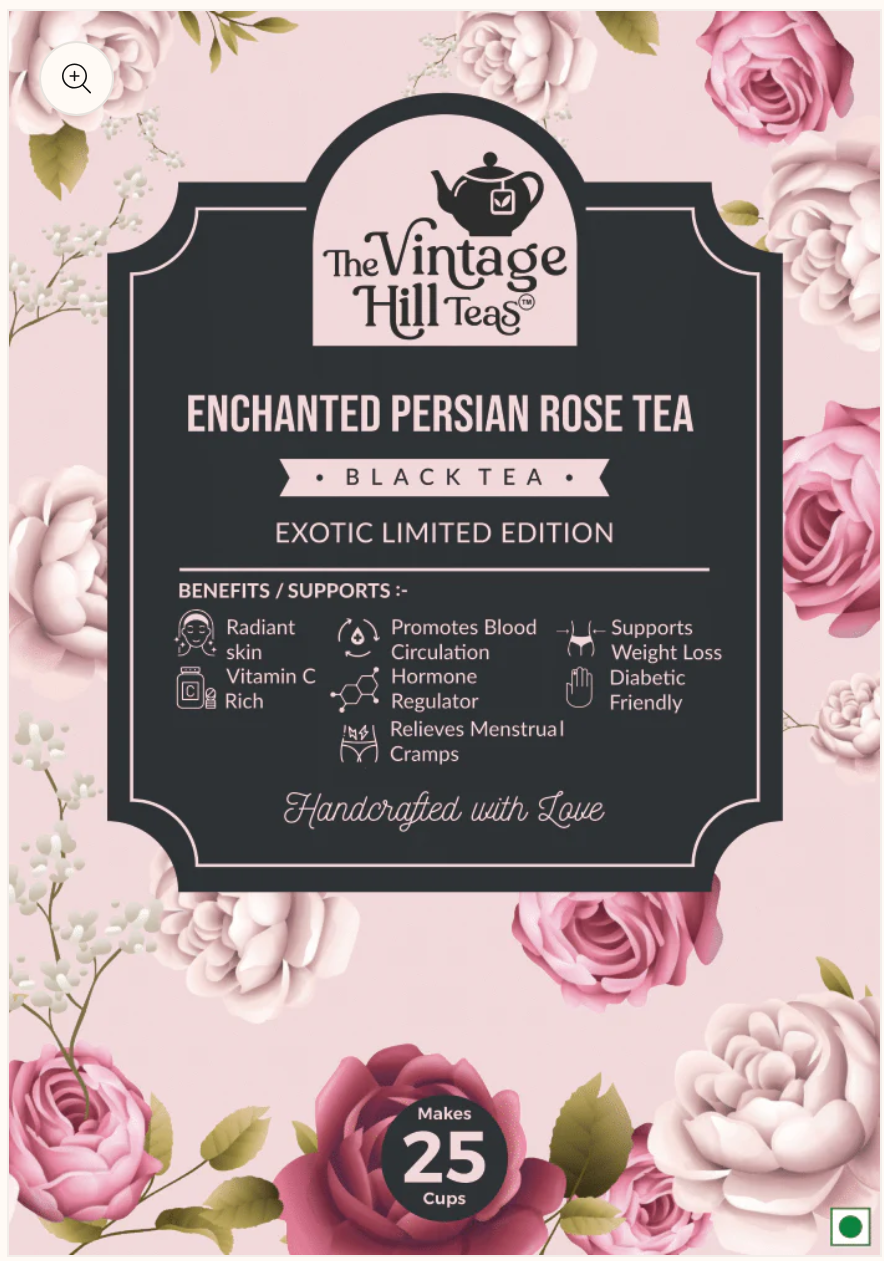 The Vintage
Hill Teas™
ENCHANTED PERSIAN ROSE TEA
• BLACK TEA •
EXOTIC LIMITED EDITION
BENEFITS / SUPPORTS :-
Radiant
skin
Promotes Blood
Circulation
Supports
Weight Loss
C
Vitamin C
Rich
Hormone
Regulator
Diabetic
Friendly
Relieves Menstrual
Cramps
Handcrafted with Love
Makes
25
Cups